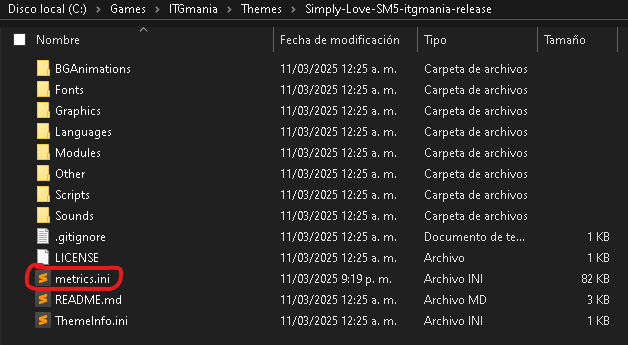 Disco local (C:) > Games > ITGmania > Themes > Simply-Love-SM5-itgmania-release
Nombre Fecha de modificación Tipo Tamaño
BGAnimations 11/03/2025 12:25 a. m. Carpeta de archivos
Fonts 11/03/2025 12:25 a. m. Carpeta de archivos
Graphics 11/03/2025 12:25 a. m. Carpeta de archivos
Languages 11/03/2025 12:25 a. m. Carpeta de archivos
Modules 11/03/2025 12:25 a. m. Carpeta de archivos
Other 11/03/2025 12:25 a. m. Carpeta de archivos
Scripts 11/03/2025 12:25 a. m. Carpeta de archivos
Sounds 11/03/2025 12:25 a. m. Carpeta de archivos
.gitignore 11/03/2025 12:25 a. m. Documento de te... 1 KB
LICENSE 11/03/2025 12:25 a. m. Archivo 1 KB
metrics.ini 11/03/2025 9:19 p. m. Archivo INI 82 KB
README.md 11/03/2025 12:25 a. m. Archivo MD 3 KB
ThemeInfo.ini 11/03/2025 12:25 a. m. Archivo INI 1 KB